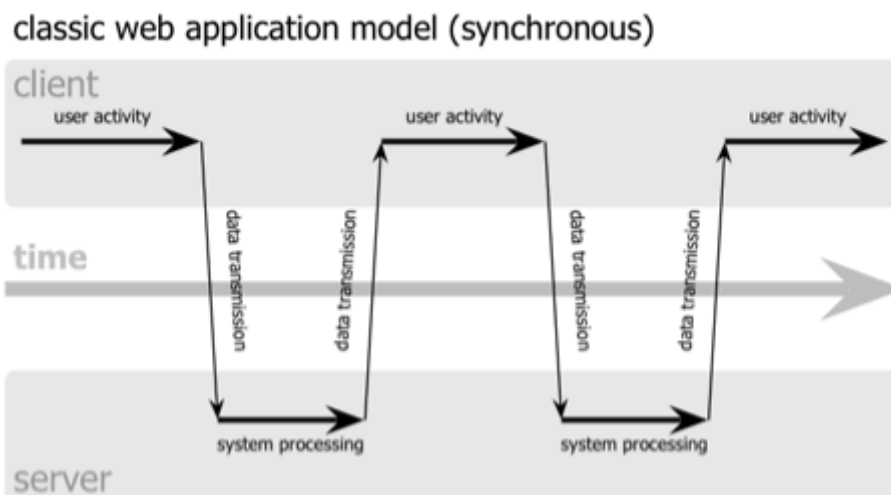 classic web application model (synchronous)
client
user activity
user activity
user activity
data transmission
data transmission
data transmission
data transmission
time
system processing
system processing
server